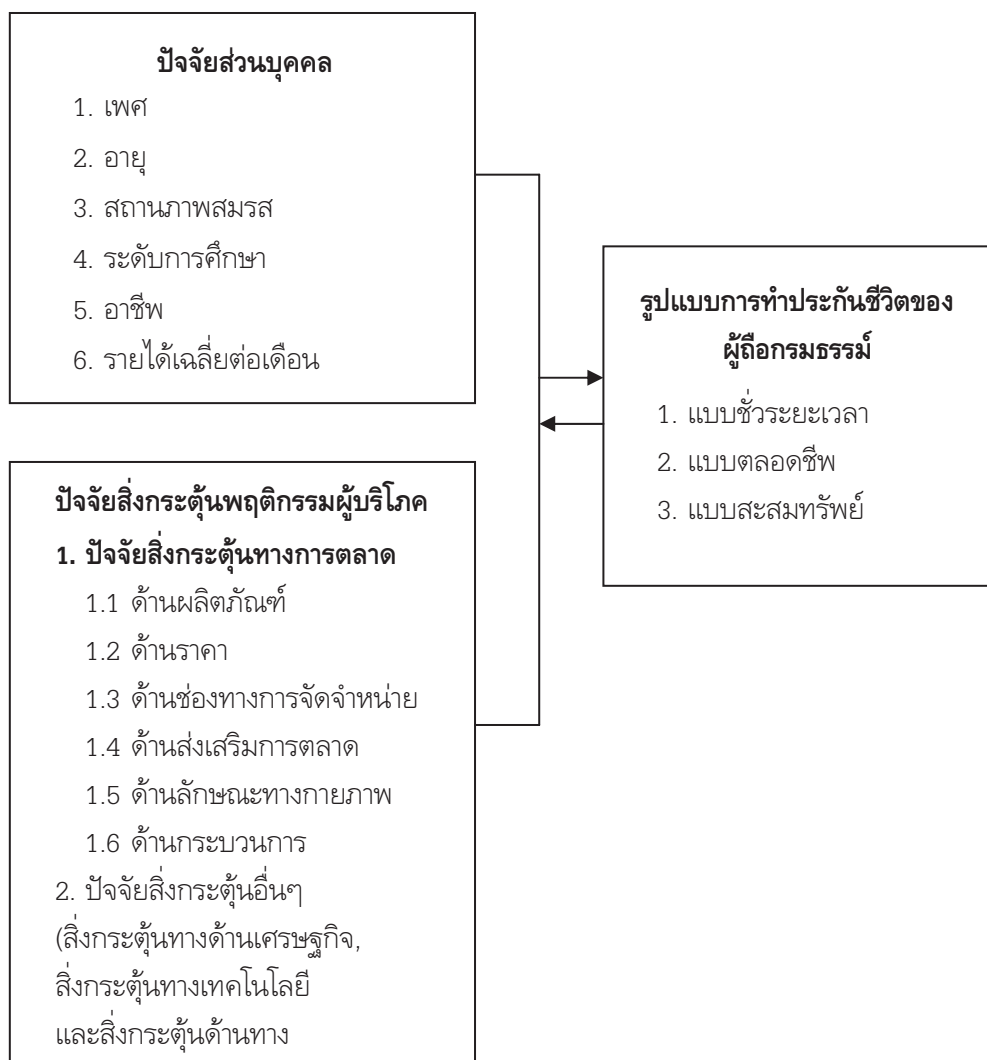 ปัจจัยส่วนบุคคล
1. เพศ
2. อายุ
3. สถานภาพสมรส
4. ระดับการศึกษา
5. อาชีพ
6. รายได้เฉลี่ยต่อเดือน
ปัจจัยสิ่งกระตุ้นพฤติกรรมผู้บริโภค
1. ปัจจัยสิ่งกระตุ้นทางการตลาด
1.1 ด้านผลิตภัณฑ์
1.2 ด้านราคา
1.3 ด้านช่องทางการจัดจำหน่าย
1.4 ด้านส่งเสริมการตลาด
1.5 ด้านลักษณะทางกายภาพ
1.6 ด้านกระบวนการ
2. ปัจจัยสิ่งกระตุ้นอื่นๆ
(สิ่งกระตุ้นทางด้านเศรษฐกิจ,
สิ่งกระตุ้นทางเทคโนโลยี
และสิ่งกระตุ้นด้านทาง
รูปแบบการทำประกันชีวิตของ
ผู้ถือกรมธรรม์
1. แบบชั่วระยะเวลา
2. แบบตลอดชีพ
3. แบบสะสมทรัพย์